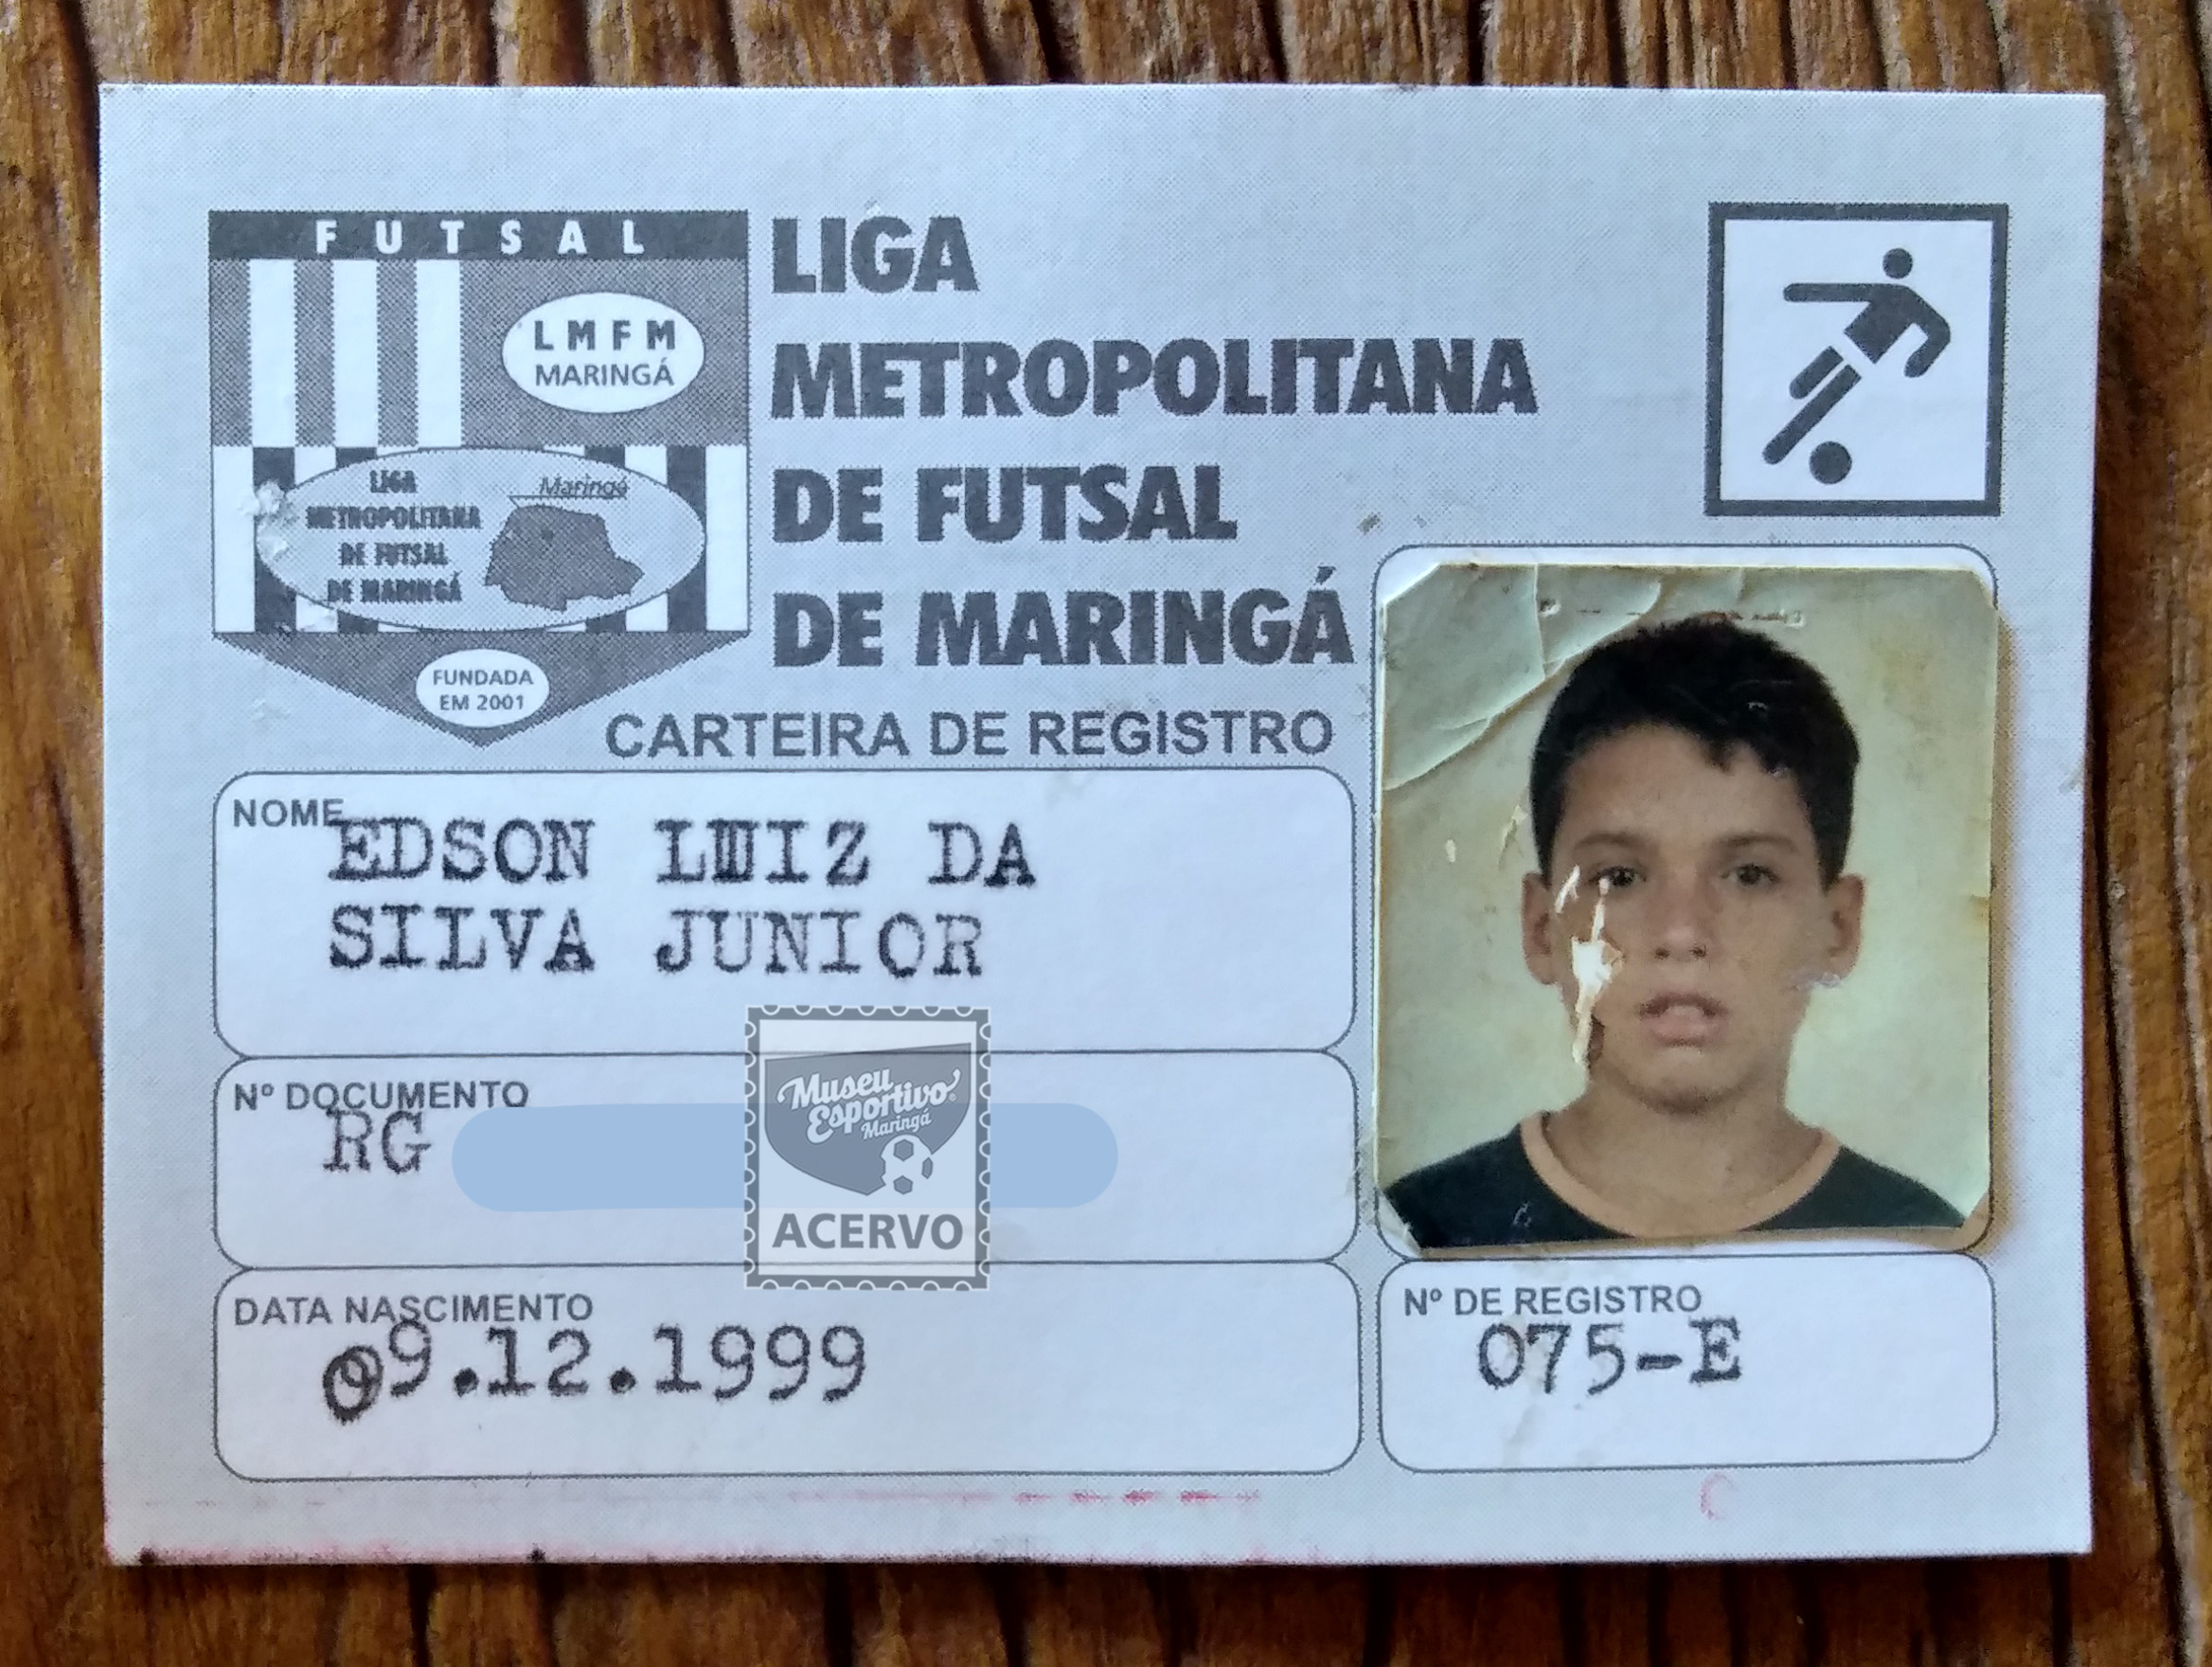 FUTSAL
LMFM
MARINGÁ
LIGA
METROPOLITANA
DE FUTSAL
DE MARINGÁ
Maringá
FUNDADA
EM 2001
LIGA
METROPOLITANA
DE FUTSAL
DE MARINGÁ
CARTEIRA DE REGISTRO
NOME
EDSON LUIZ DA
SILVA JUNIOR
Nº DOCUMENTO
RG
Museu
Esportivo
Maringá
ACERVO
DATA NASCIMENTO
09.12.1999
Nº DE REGISTRO
075-E